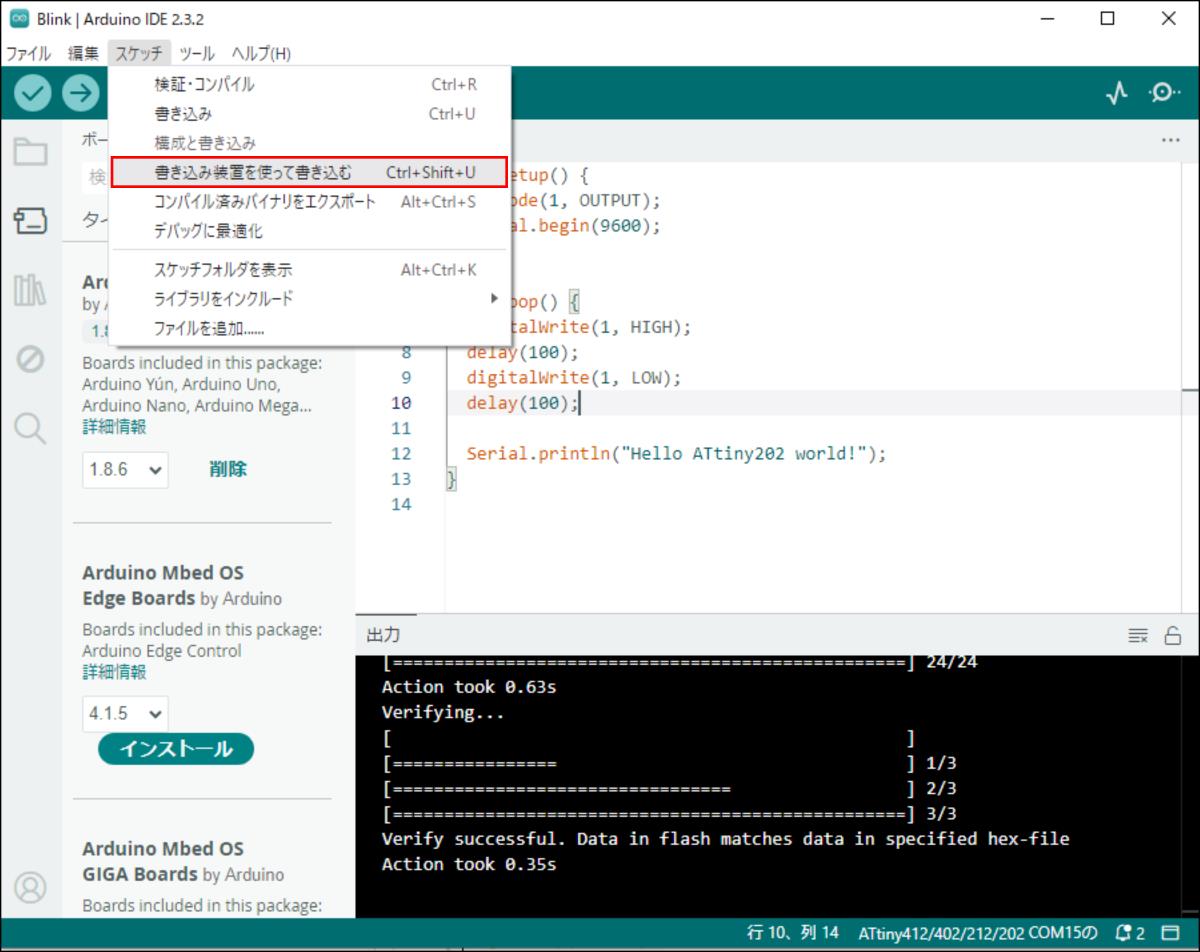 Blink | Arduino IDE 2.3.2
ファイル 編集 スケッチ ツール ヘルプ(H)
検証・コンパイル Ctrl+R
書き込み Ctrl+U
構成と書き込み
書き込み装置を使って書き込む Ctrl+Shift+U
コンパイル済みバイナリをエクスポート Alt+Ctrl+S
デバッグに最適化
スケッチフォルダを表示 Alt+Ctrl+K
ライブラリをインクルード
ファイルを追加......
ボー
検
タイ
Ard
by
1.8
Boards included in this package:
Arduino Yún, Arduino Uno,
Arduino Nano, Arduino Mega...
詳細情報
1.8.6 削除
Arduino Mbed OS
Edge Boards by Arduino
Boards included in this package:
Arduino Edge Control
詳細情報
4.1.5
インストール
Arduino Mbed OS
GIGA Boards by Arduino
Boards included in this package:
etup() {
ode(1, OUTPUT);
al.begin(9600);
oop() {
talWrite(1, HIGH);
8 delay(100);
9 digitalWrite(1, LOW);
10 delay(100);
11
12 Serial.println("Hello ATtiny202 world!");
13 }
14
出力
[==================================================] 24/24
Action took 0.63s
Verifying...
[                                                  ]
[================                                  ] 1/3
[=================================                 ] 2/3
[==================================================] 3/3
Verify successful. Data in flash matches data in specified hex-file
Action took 0.35s
行 10、列 14 ATtiny412/402/212/202 COM15の 2